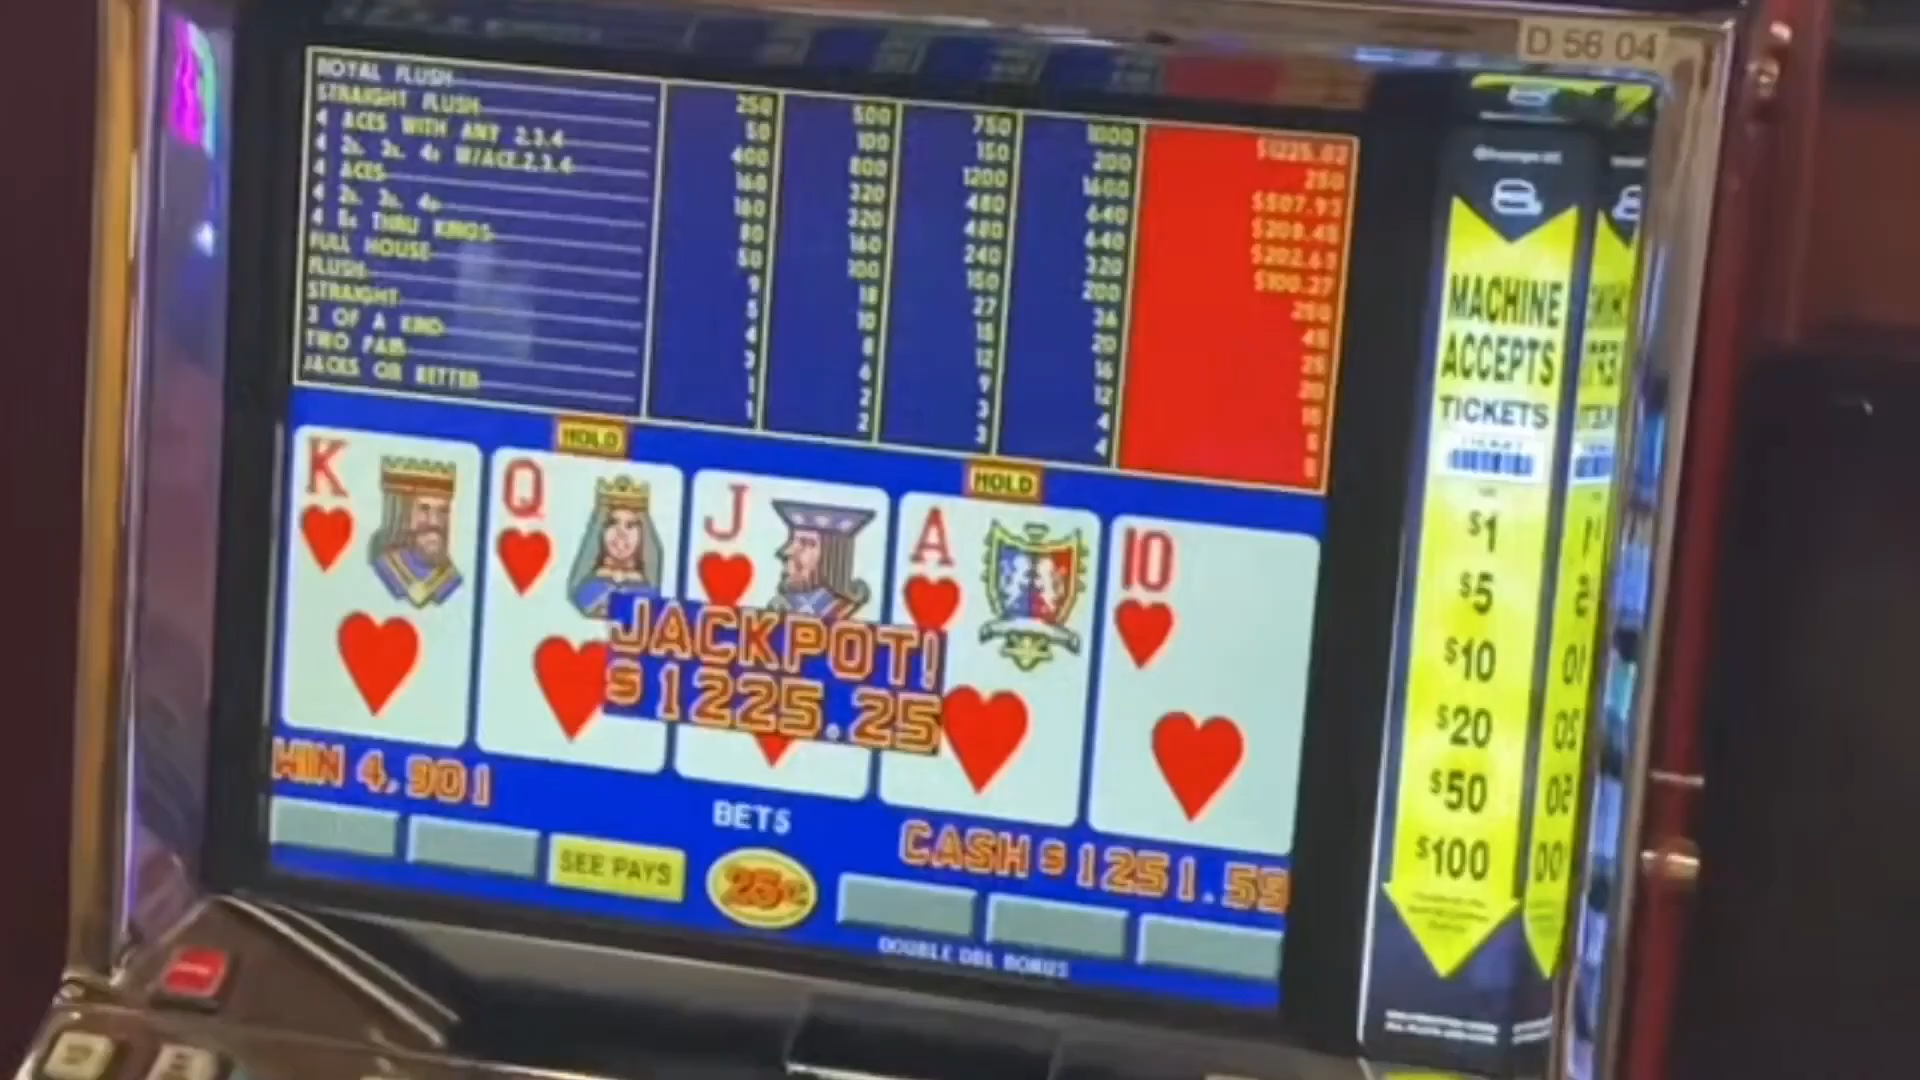 D 56 04
ROYAL FLUSH 250 500 750 1000 $1225.02
STRAIGHT FLUSH 50 100 150 200 250
4 ACES WITH ANY 2,3,4 400 800 1200 1600 $507.93
4 2s, 3s, 4s W/ACE,2,3,4 160 320 480 640 $208.48
4 ACES 160 320 480 640 $202.61
4 2s, 3s, 4s 80 160 240 320 $100.27
4 5s THRU KINGS 50 100 150 200 250
FULL HOUSE 9 18 27 36 45
FLUSH 5 10 15 20 25
STRAIGHT 4 8 12 16 20
3 OF A KIND 3 6 9 12 15
TWO PAIR 1 2 3 4 5
JACKS OR BETTER 1 2 3 4 5
HOLD
HOLD
K
Q
J
A
10
JACKPOT!
$1225.25
WIN 4,901
BET5
CASH $1251.59
SEE PAYS
25¢
DOUBLE DBL BONUS
MACHINE
ACCEPTS
TICKETS
TICKET
$1
$5
$10
$20
$50
$100